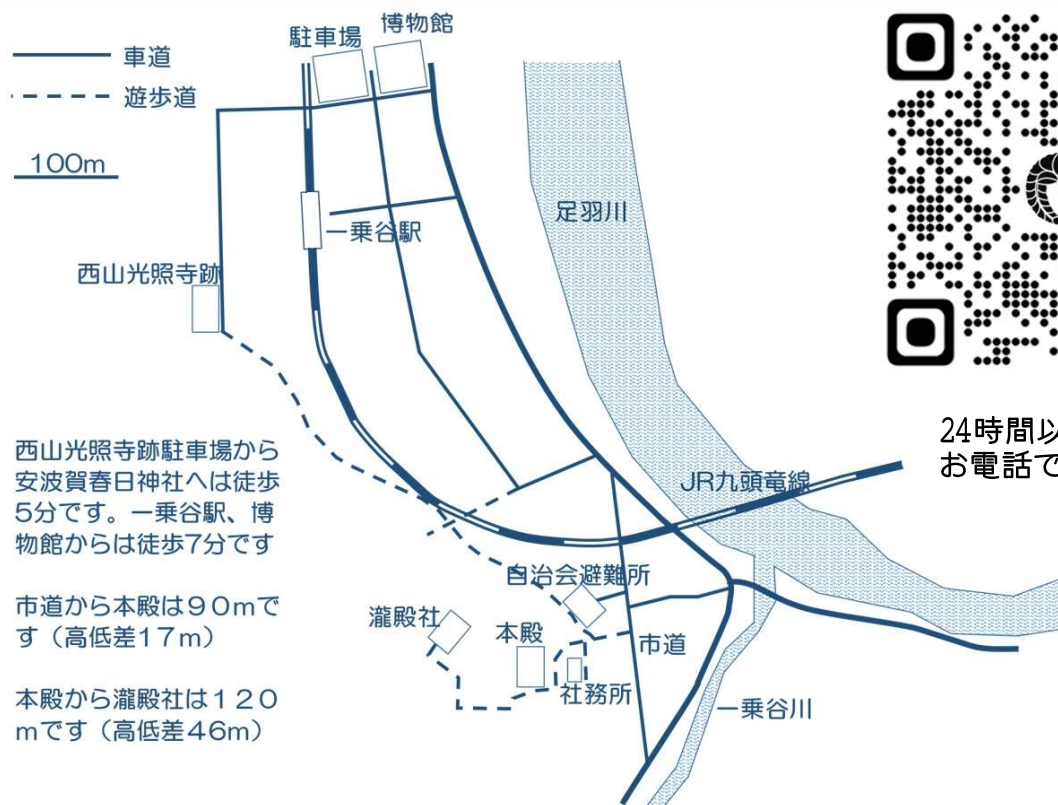 駐車場
博物館
車道
遊歩道
100m
一乗谷駅
足羽川
西山光照寺跡
西山光照寺跡駐車場から
安波賀春日神社へは徒歩
5分です。一乗谷駅、博
物館からは徒歩7分です
24時間以
お電話で
JR九頭竜線
市道から本殿は90mで
す（高低差17m）
自治会避難所
瀧殿社
本殿
市道
社務所
本殿から瀧殿社は120
mです（高低差46m）
一乗谷川